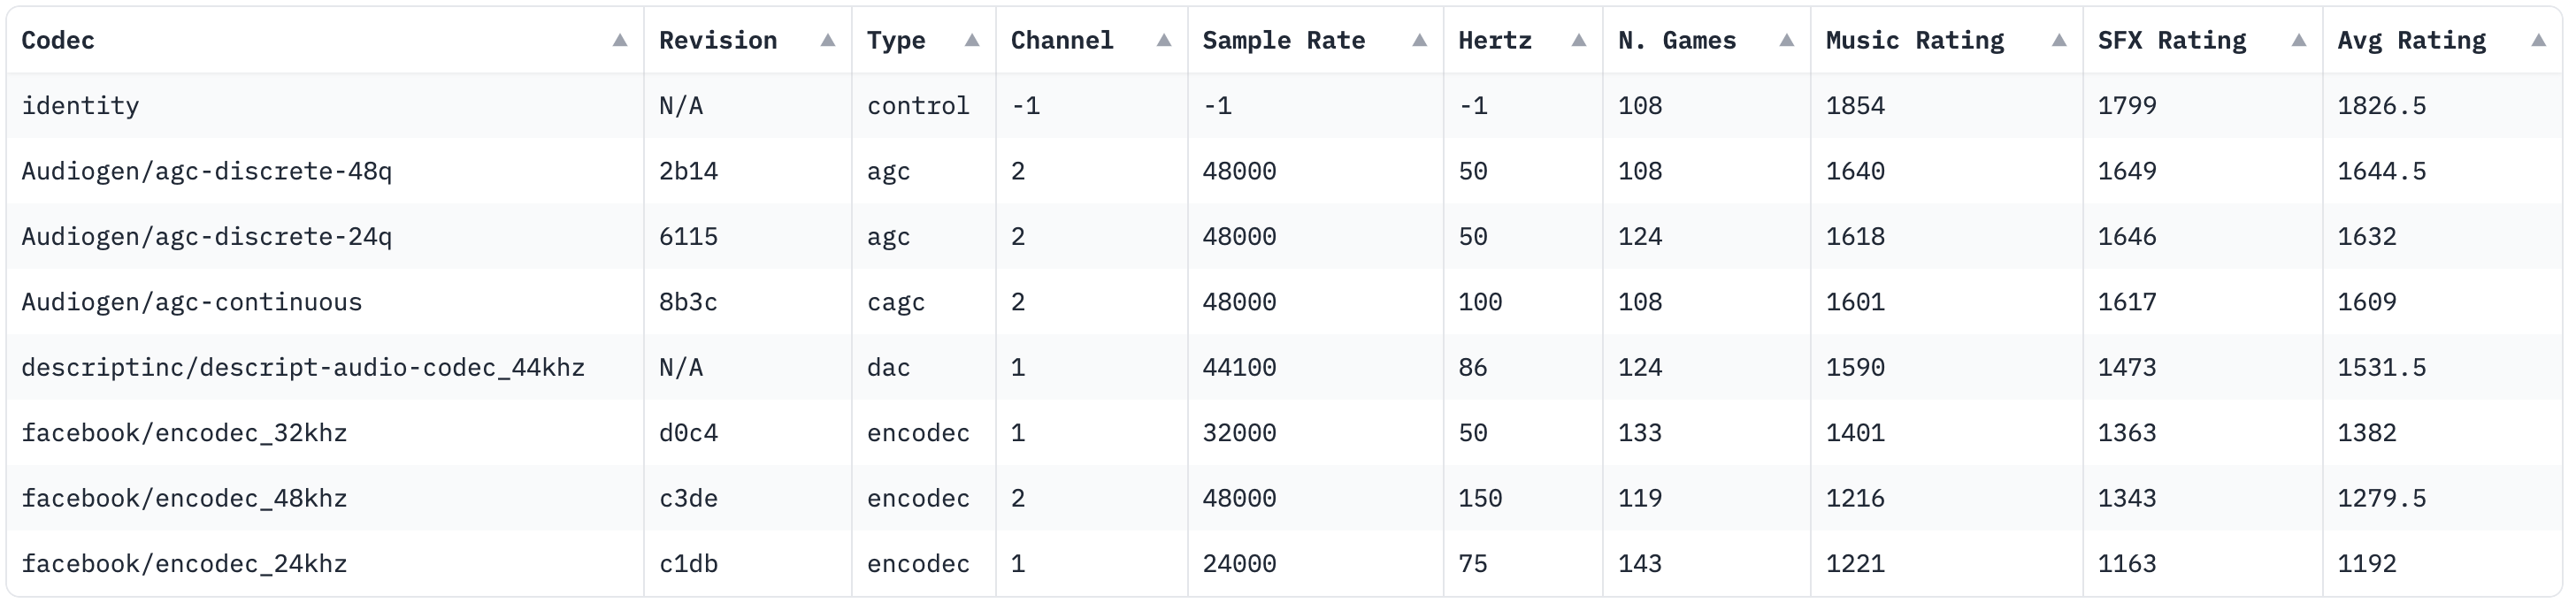 Codec ▲ Revision ▲ Type ▲ Channel ▲ Sample Rate ▲ Hertz ▲ N. Games ▲ Music Rating ▲ SFX Rating ▲ Avg Rating ▲
identity N/A control -1 -1 -1 108 1854 1799 1826.5
Audiogen/agc-discrete-48q 2b14 agc 2 48000 50 108 1640 1649 1644.5
Audiogen/agc-discrete-24q 6115 agc 2 48000 50 124 1618 1646 1632
Audiogen/agc-continuous 8b3c cagc 2 48000 100 108 1601 1617 1609
descriptinc/descript-audio-codec_44khz N/A dac 1 44100 86 124 1590 1473 1531.5
facebook/encodec_32khz d0c4 encodec 1 32000 50 133 1401 1363 1382
facebook/encodec_48khz c3de encodec 2 48000 150 119 1216 1343 1279.5
facebook/encodec_24khz c1db encodec 1 24000 75 143 1221 1163 1192